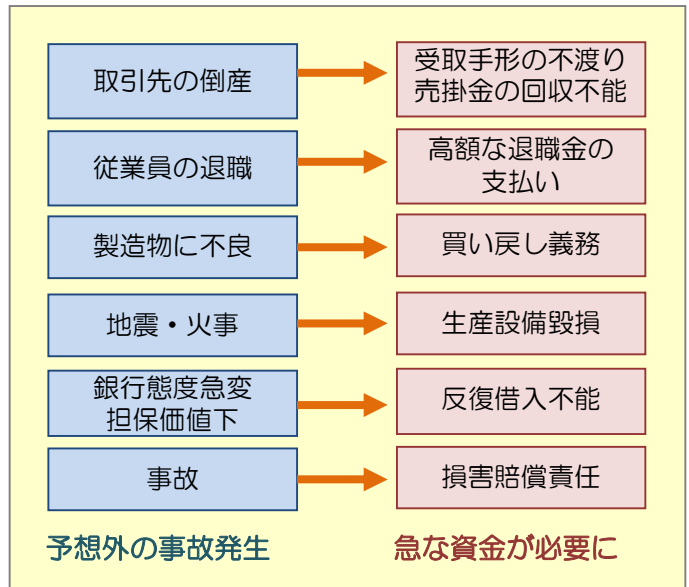 取引先の倒産
受取手形の不渡り
売掛金の回収不能
従業員の退職
高額な退職金の
支払い
製造物に不良
買い戻し義務
地震・火事
生産設備毀損
銀行態度急変
担保価値下
反復借入不能
事故
損害賠償責任
予想外の事故発生
急な資金が必要に